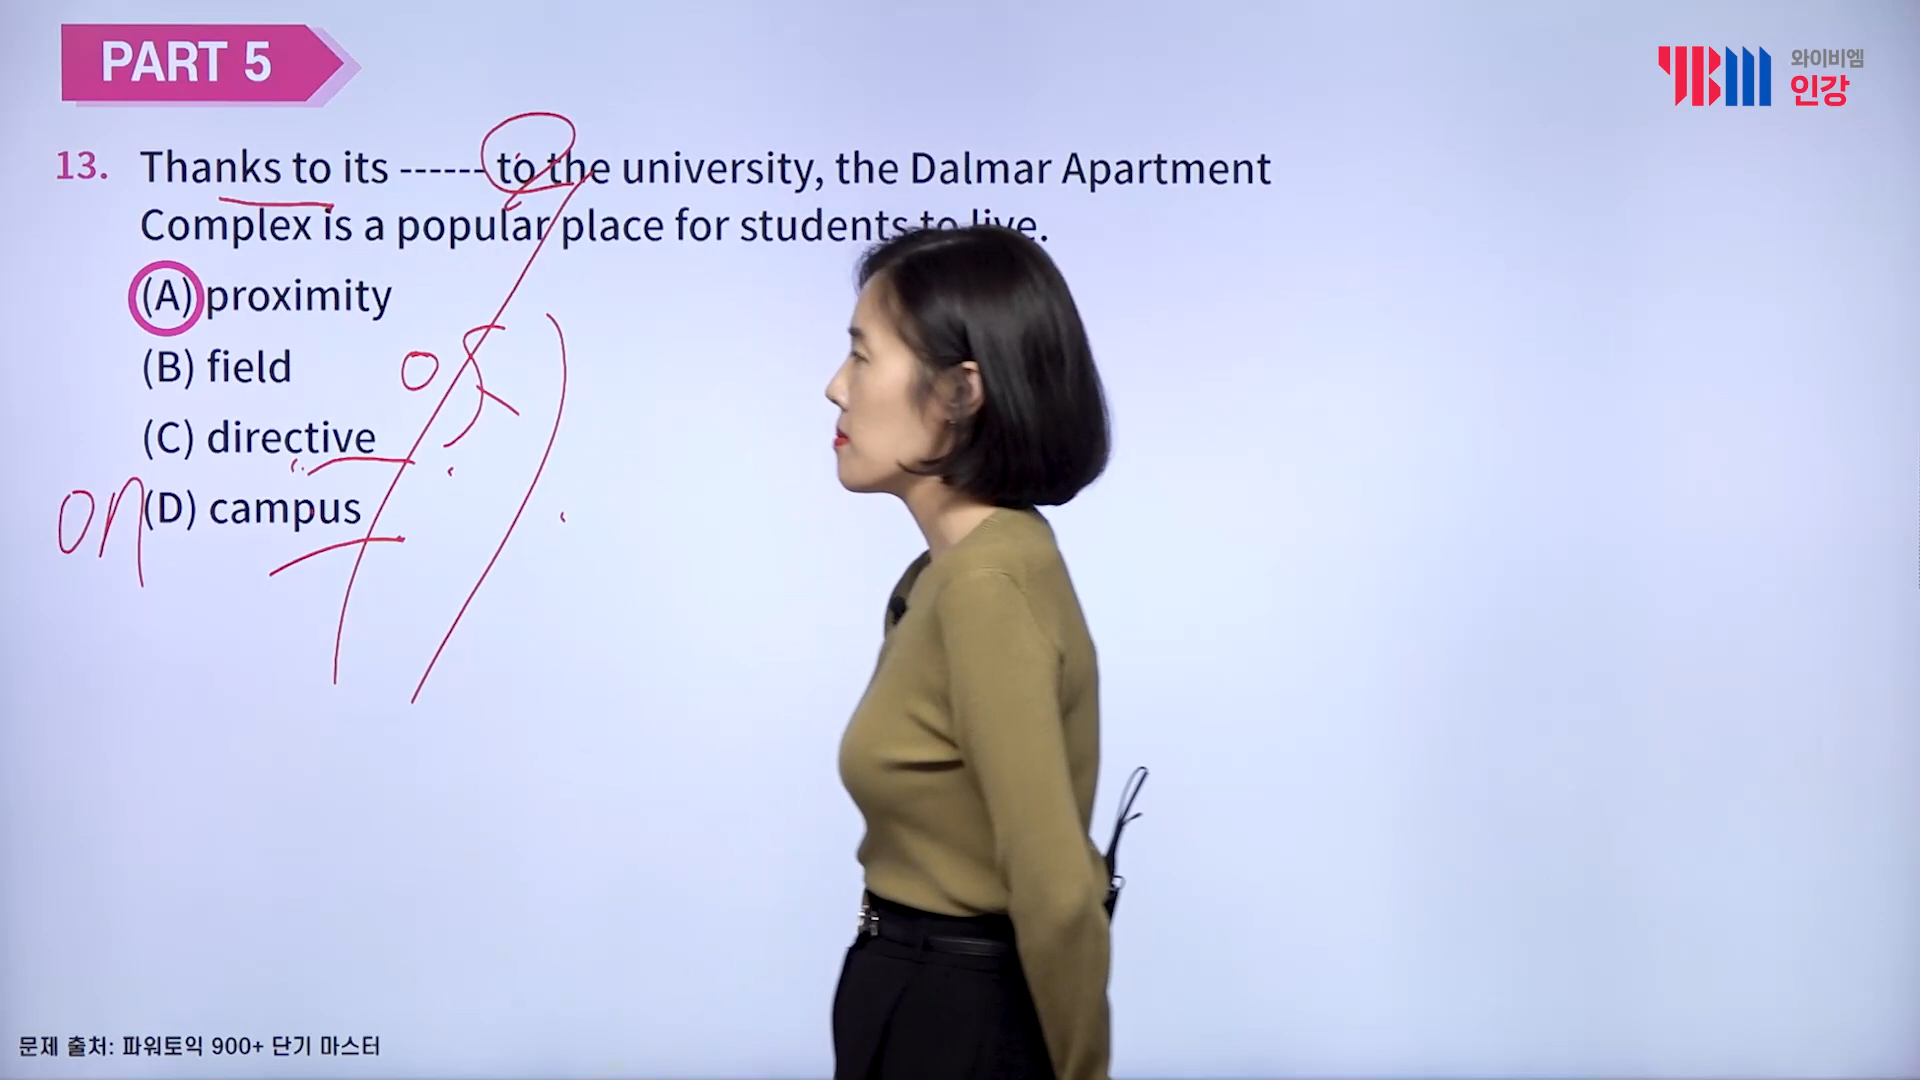 PART 5
YBM 와이비엠
인강
13. Thanks to its ------ to the university, the Dalmar Apartment
Complex is a popular place for students to live.
(A) proximity
(B) field
(C) directive
on (D) campus
문제 출처: 파워토익 900+ 단기 마스터